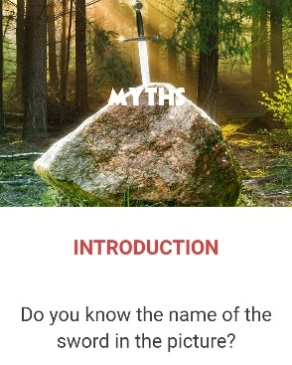 MYTHS
INTRODUCTION
Do you know the name of the
sword in the picture?